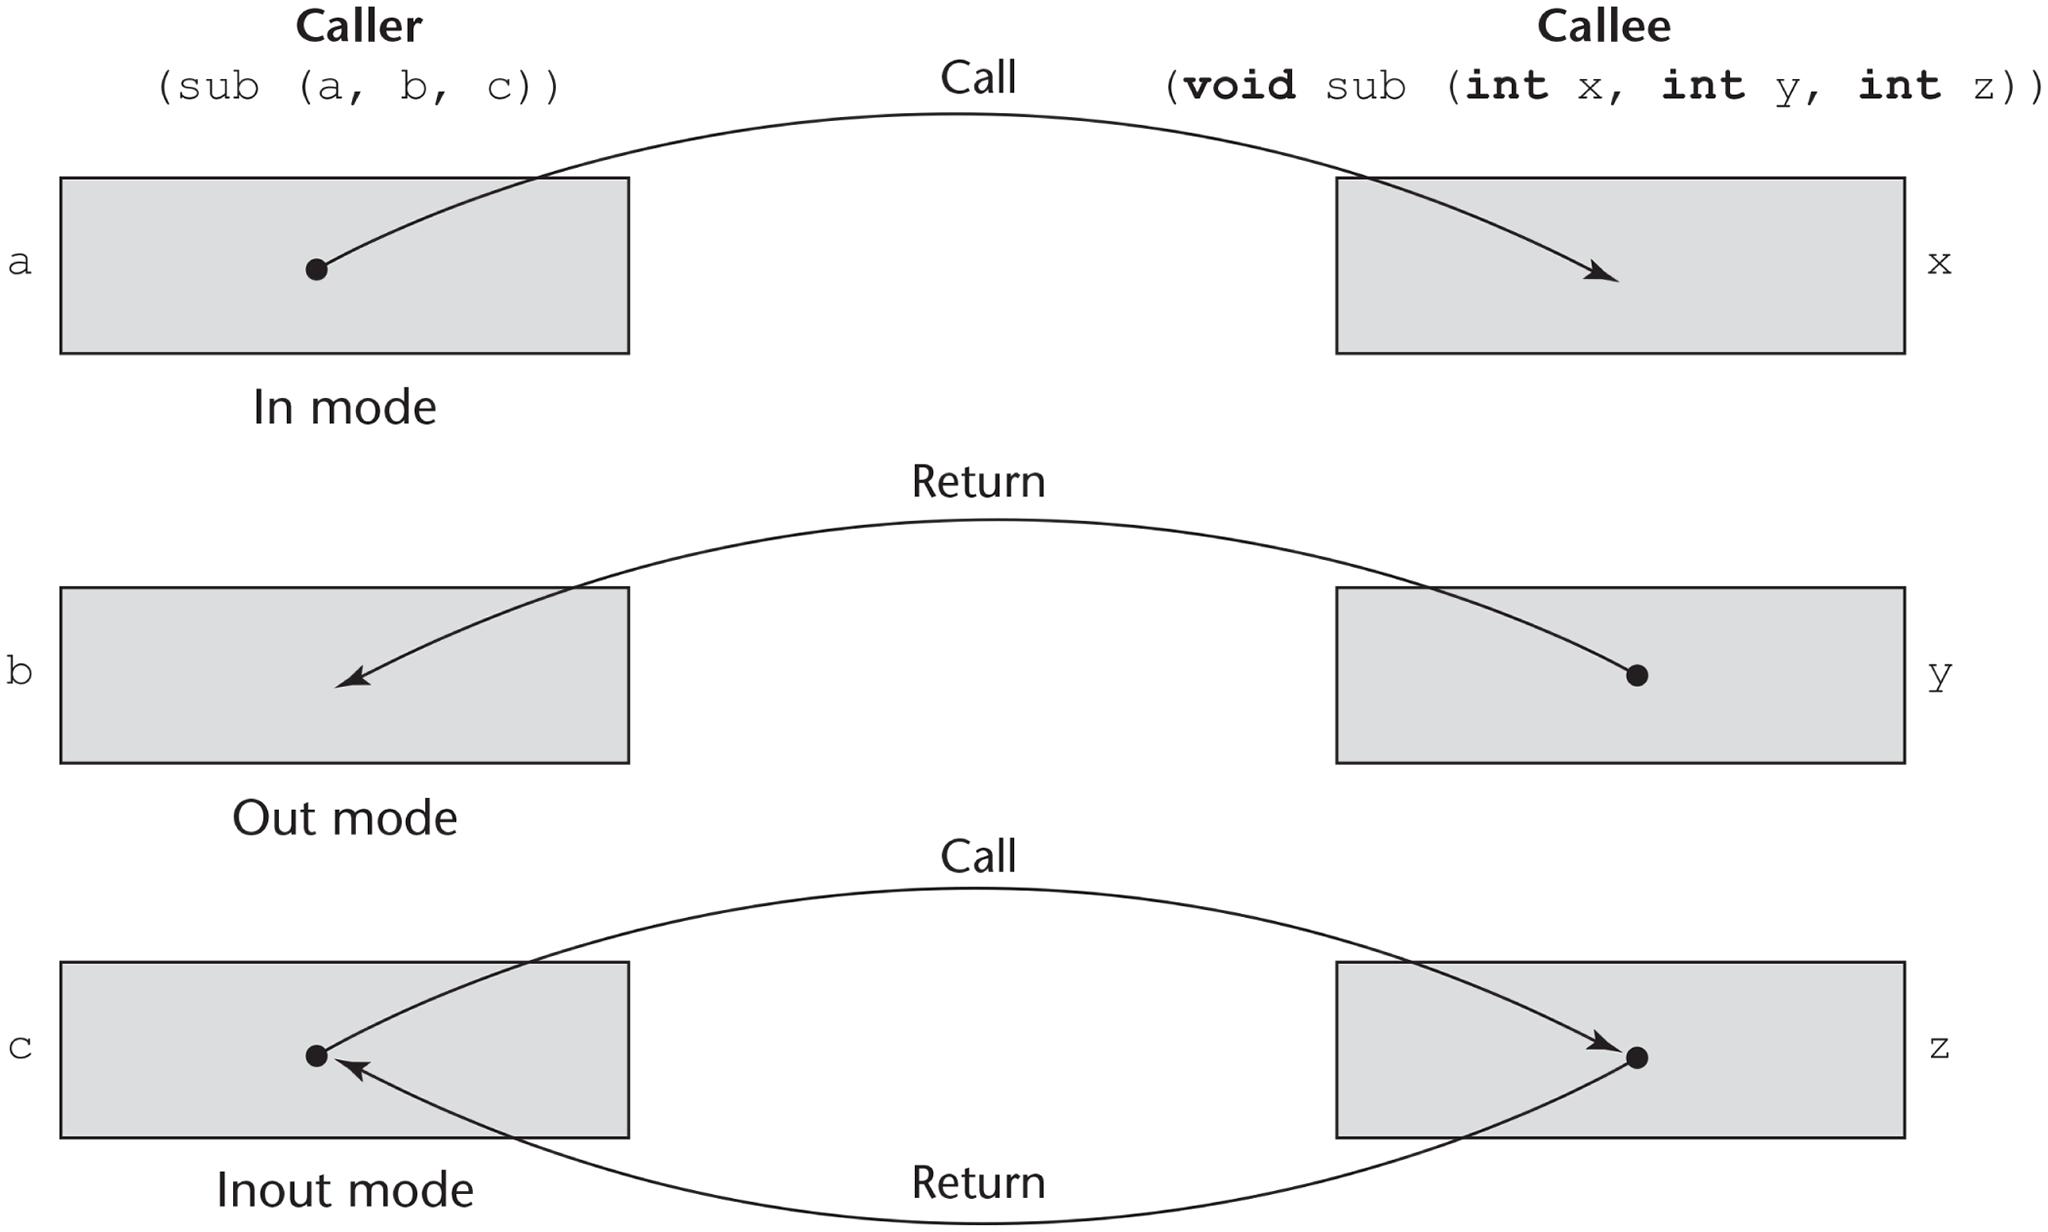 Caller
Callee
(sub (a, b, c))
Call
(void sub (int x, int y, int z))
a
x
In mode
Return
b
y
Out mode
Call
c
z
Inout mode
Return